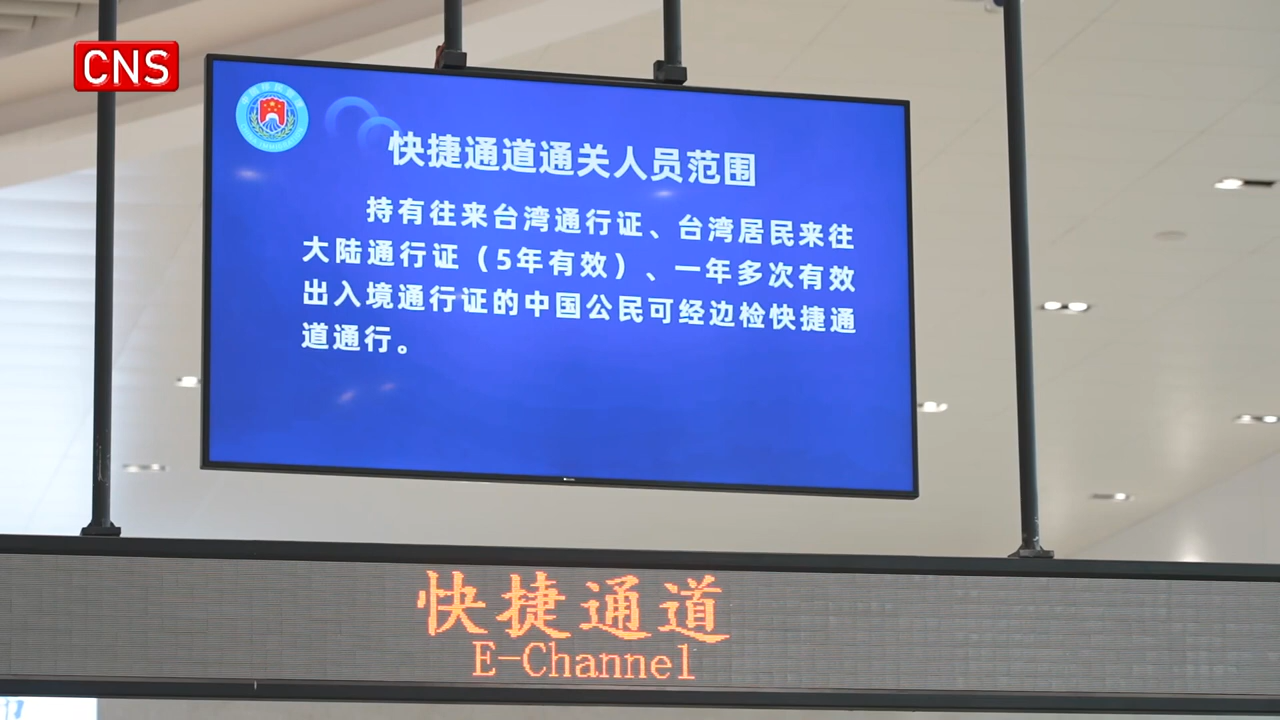 CNS
快捷通道通关人员范围
持有往来台湾通行证、台湾居民来往
大陆通行证（5年有效）、一年多次有效
出入境通行证的中国公民可经边检快捷通
道通行。
快捷通道
E-Channel